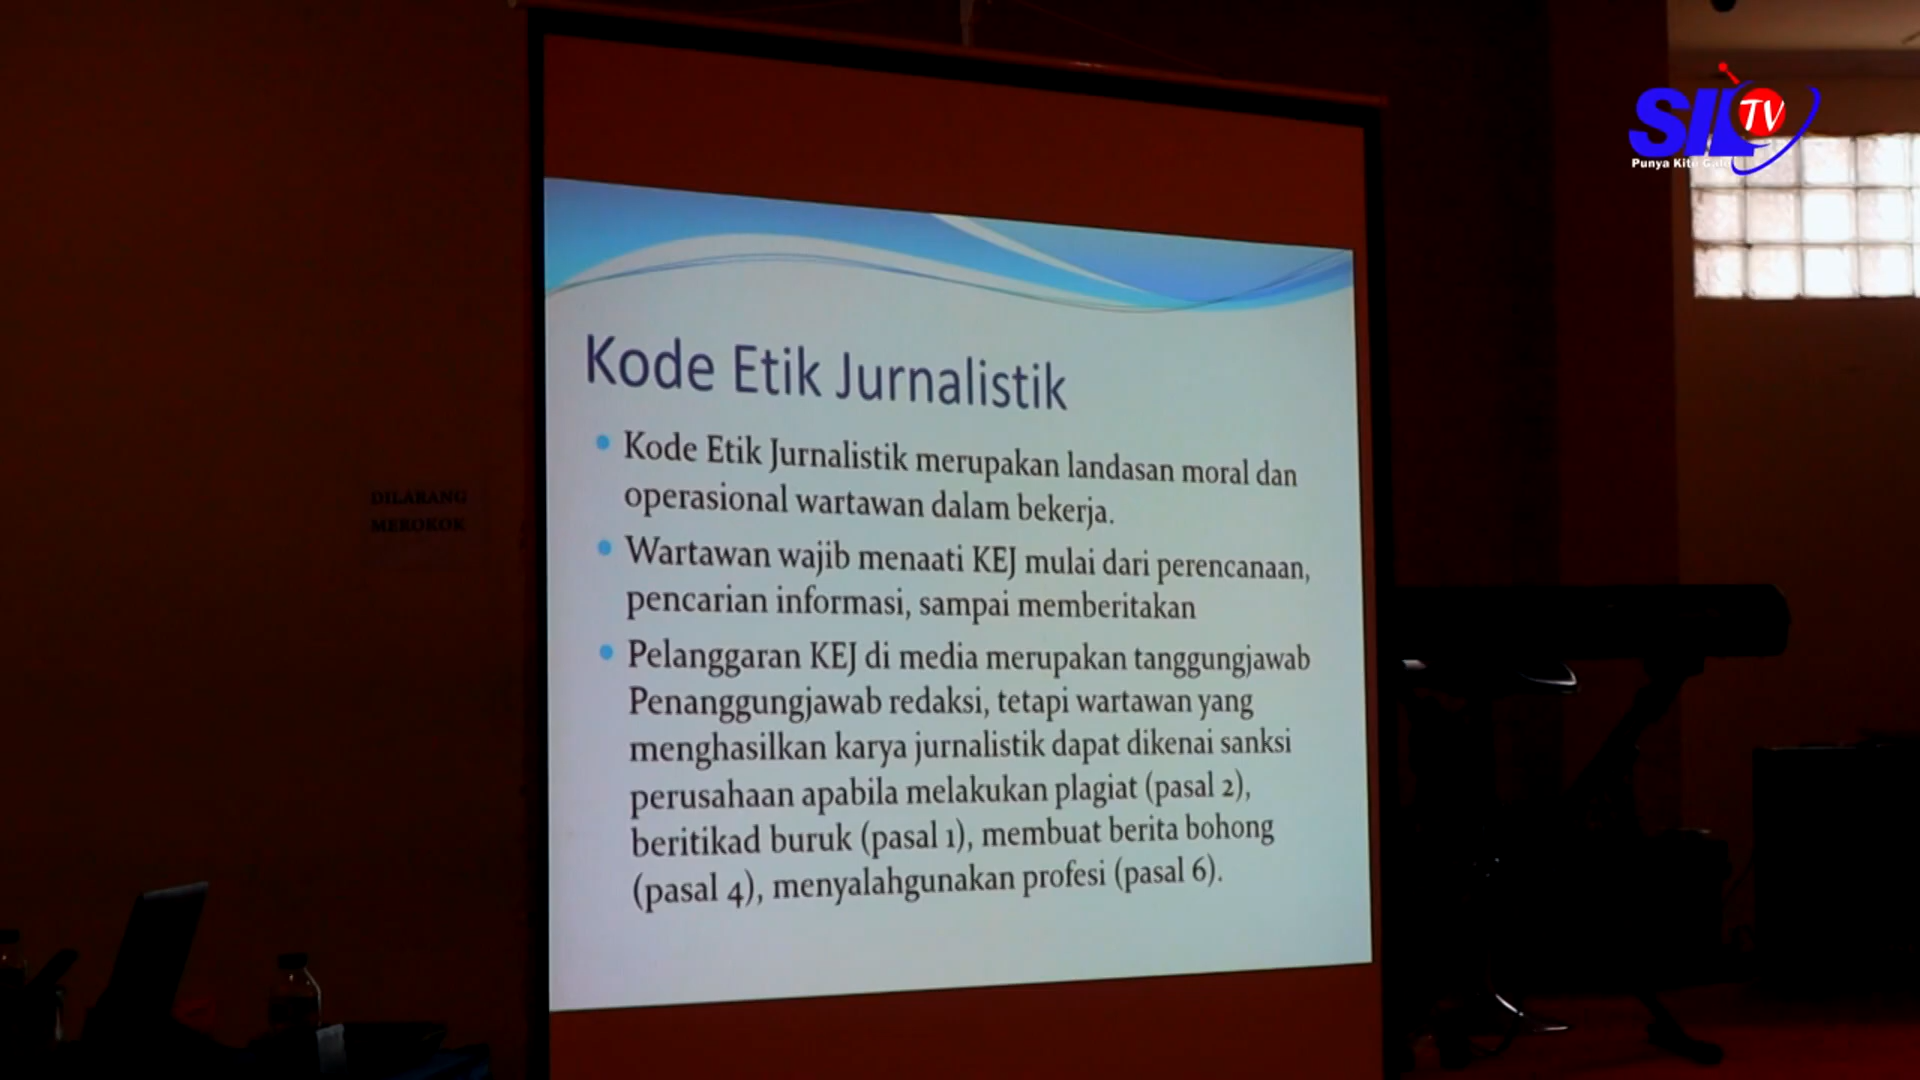 SIL TV
Punya Kito Galo
Kode Etik Jurnalistik
Kode Etik Jurnalistik merupakan landasan moral dan
operasional wartawan dalam bekerja.
Wartawan wajib menaati KEJ mulai dari perencanaan,
pencarian informasi, sampai memberitakan
Pelanggaran KEJ di media merupakan tanggungjawab
Penanggungjawab redaksi, tetapi wartawan yang
menghasilkan karya jurnalistik dapat dikenai sanksi
perusahaan apabila melakukan plagiat (pasal 2),
beritikad buruk (pasal 1), membuat berita bohong
(pasal 4), menyalahgunakan profesi (pasal 6).
DILARANG
MEROKOK